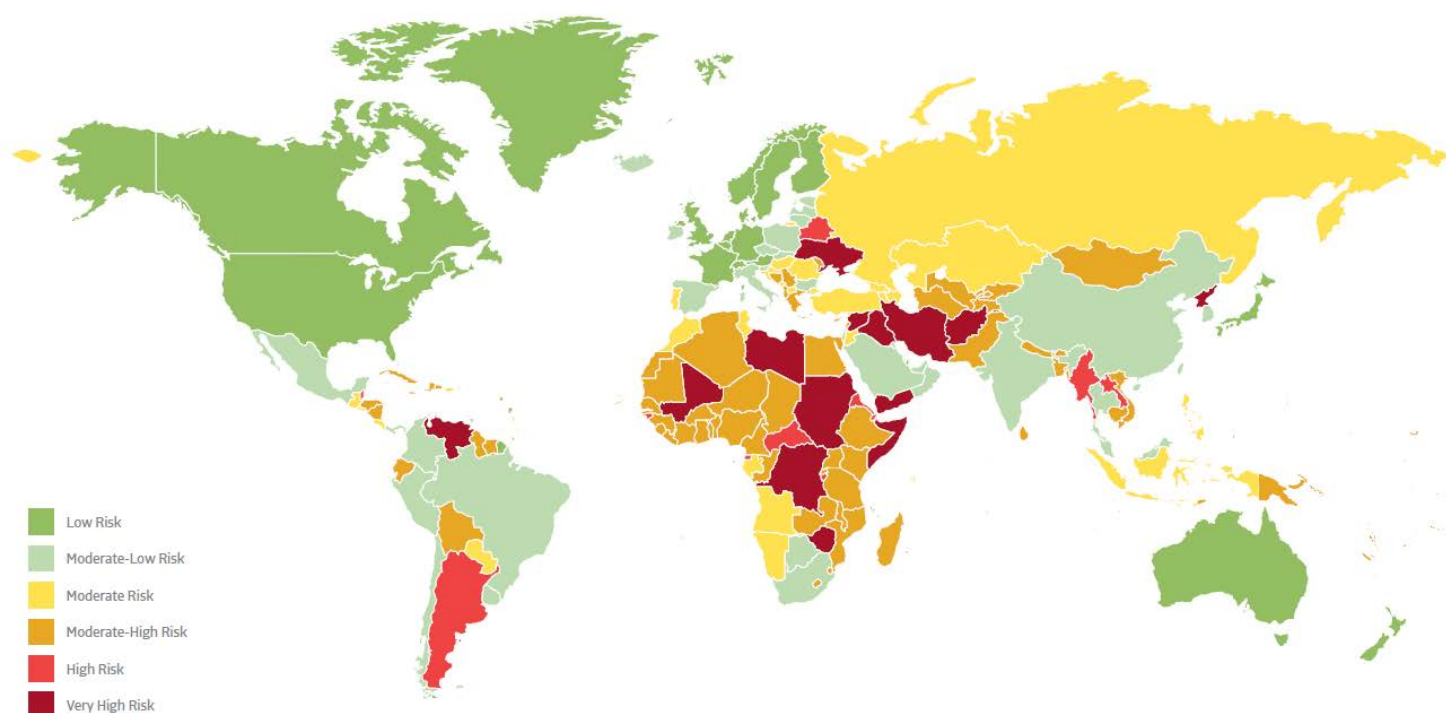 Low Risk
Moderate-Low Risk
Moderate Risk
Moderate-High Risk
High Risk
Very High Risk